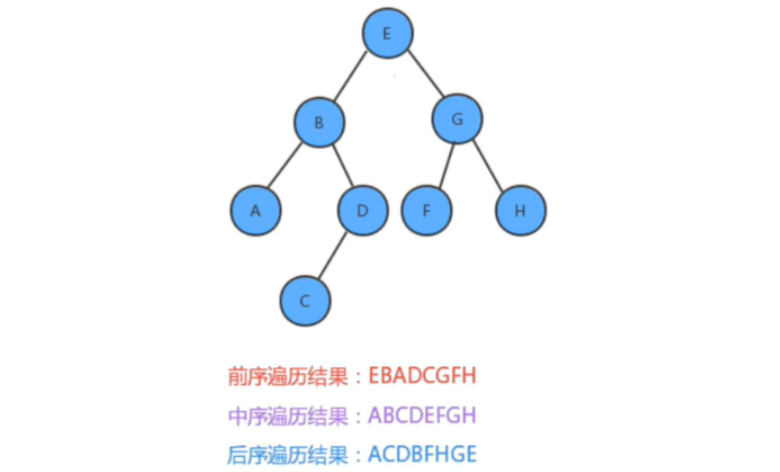 E
B G
A D F H
C
前序遍历结果：EBADCGFH
中序遍历结果：ABCDEFGH
后序遍历结果：ACDBFHGE